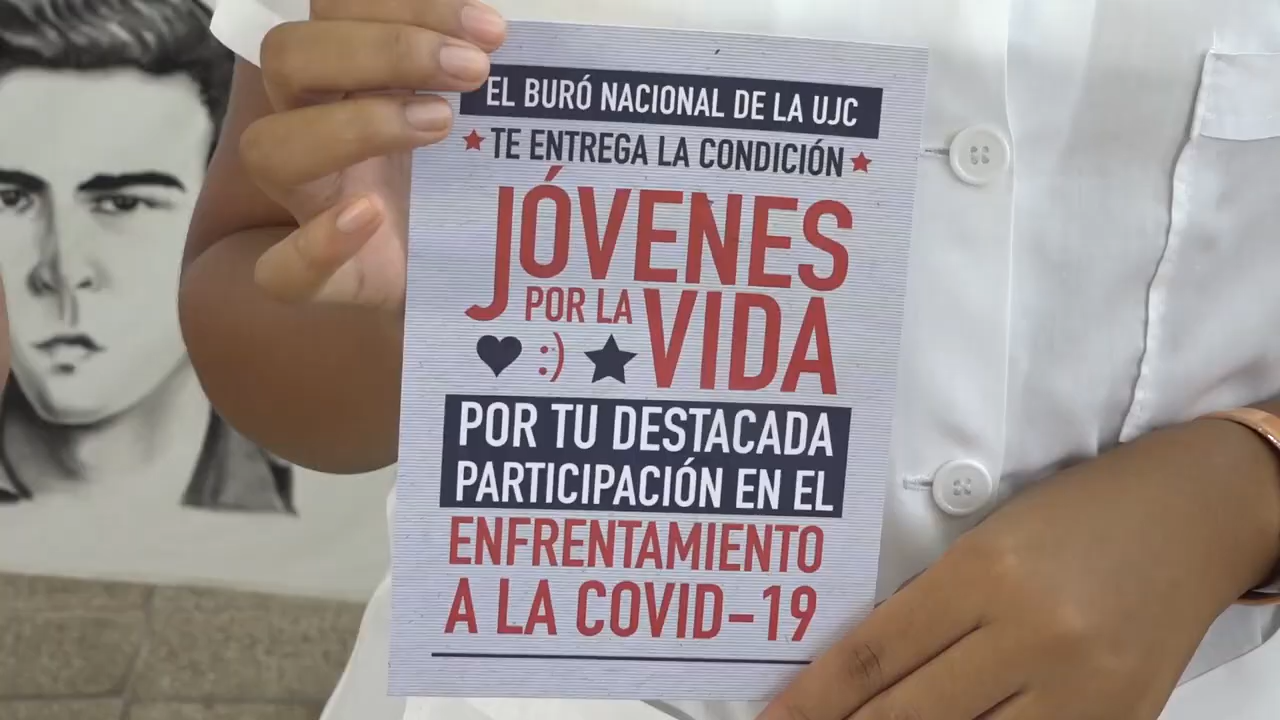 EL BURÓ NACIONAL DE LA UJC
TE ENTREGA LA CONDICIÓN
JÓVENES
POR LA VIDA
:)
POR TU DESTACADA
PARTICIPACIÓN EN EL
ENFRENTAMIENTO
A LA COVID-19